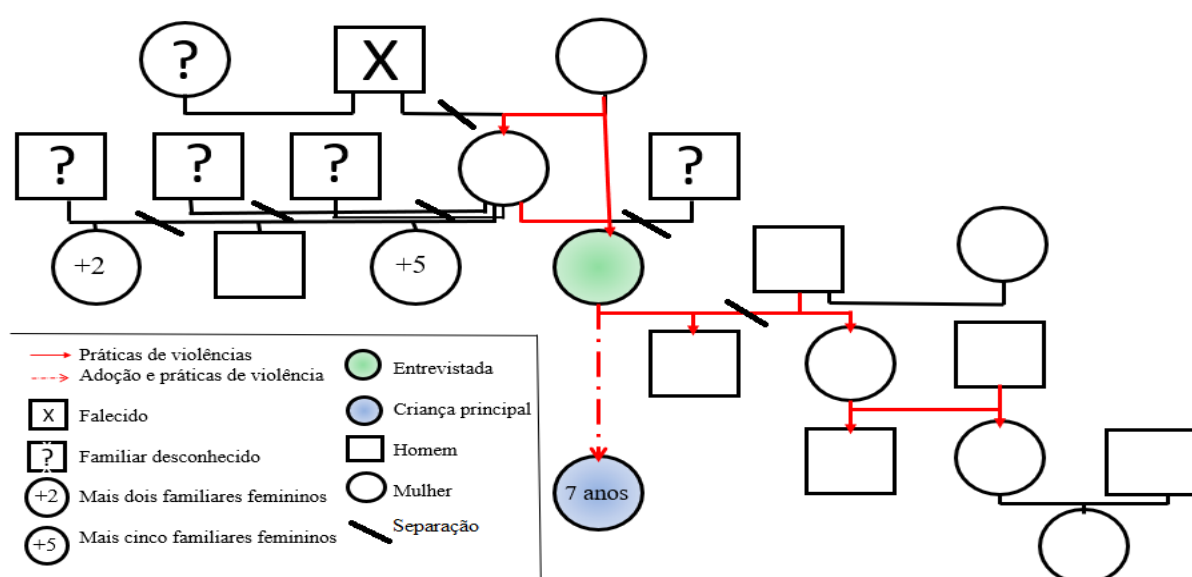 ?
X
?
?
?
?
+2
+5
7 anos
Práticas de violências
Adoção e práticas de violência
X
Falecido
?
Familiar desconhecido
+2
Mais dois familiares femininos
+5
Mais cinco familiares femininos
Entrevistada
Criança principal
Homem
Mulher
Separação